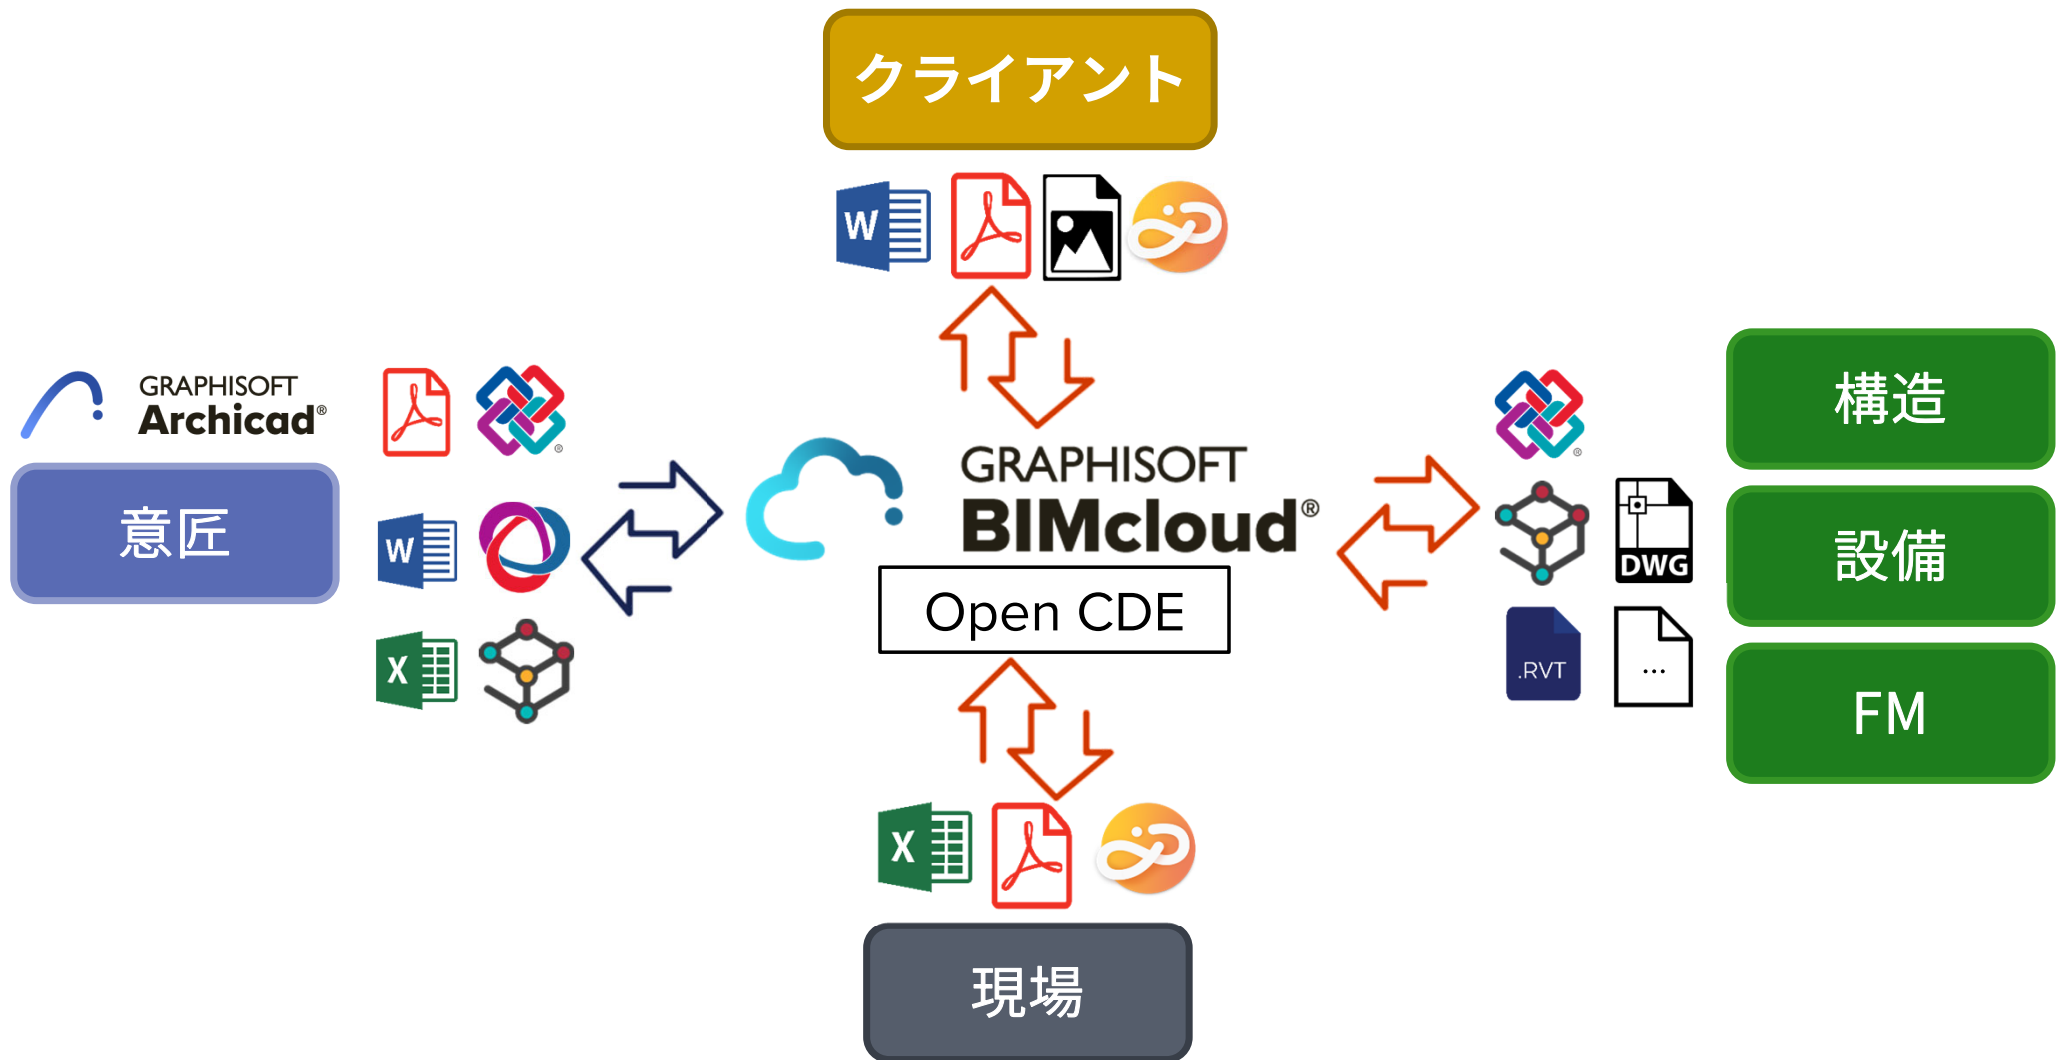 クライアント
W
GRAPHISOFT
Archicad®
®
意匠
W
X
GRAPHISOFT
BIMcloud®
Open CDE
®
DWG
.RVT
...
構造
設備
FM
X
現場